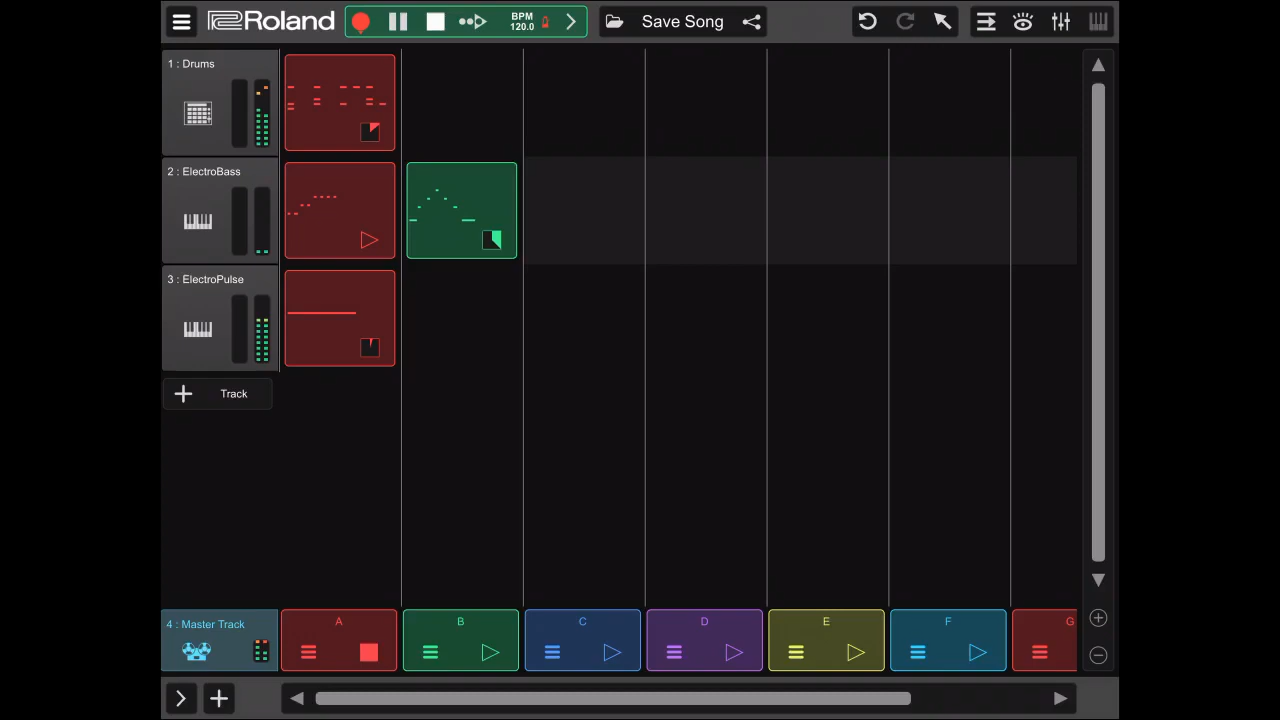 Roland
BPM
120.0
Save Song
1 : Drums
2 : ElectroBass
3 : ElectroPulse
Track
4 : Master Track
A
B
C
D
E
F
G